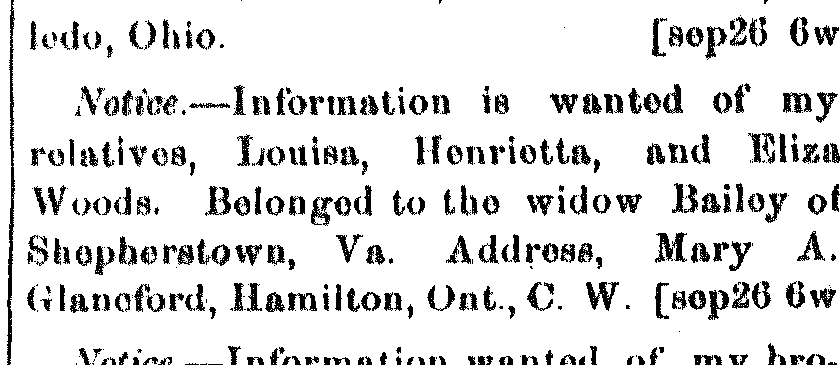 ledo, Ohio. [sep26 6w
Notice.—Information is wanted of my
relatives, Louisa, Henrietta, and Eliza
Woods. Belonged to the widow Bailey of
Shepherstown, Va. Address, Mary A.
Glaneford, Hamilton, Ont., C. W. [sep26 6w
Notice.—Information wanted of my bro-